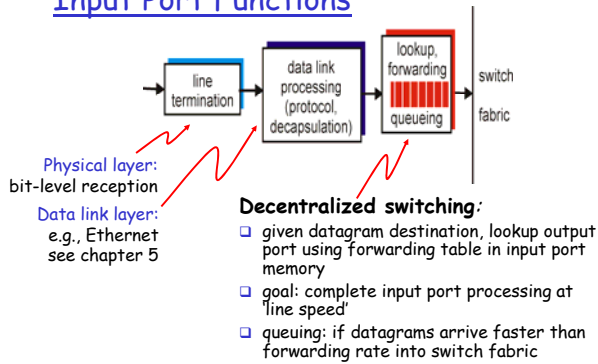 Input Port Functions
line
termination
data link
processing
(protocol,
decapsulation)
lookup,
forwarding
queueing
switch
fabric
Physical layer:
bit-level reception
Data link layer:
e.g., Ethernet
see chapter 5
Decentralized switching:
given datagram destination, lookup output
port using forwarding table in input port
memory
goal: complete input port processing at
'line speed'
queuing: if datagrams arrive faster than
forwarding rate into switch fabric